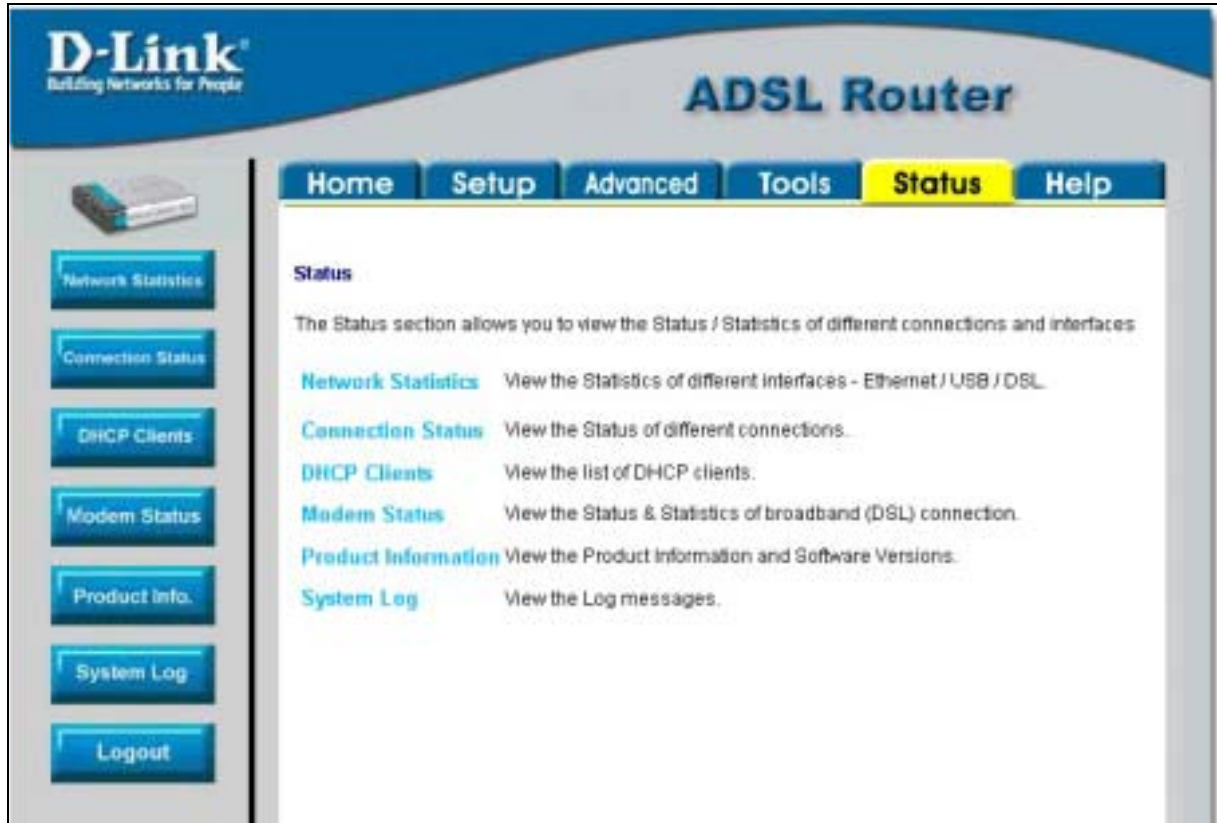 D-Link
Building Networks for People
ADSL Router
Home Setup Advanced Tools Status Help
Network Statistics
Connection Status
DHCP Clients
Modem Status
Product Info.
System Log
Logout
Status
The Status section allows you to view the Status / Statistics of different connections and interfaces
Network Statistics View the Statistics of different Interfaces - Ethernet / USB / DSL.
Connection Status View the Status of different connections.
DHCP Clients View the list of DHCP clients.
Modem Status View the Status & Statistics of broadband (DSL) connection.
Product Information View the Product Information and Software Versions.
System Log View the Log messages.